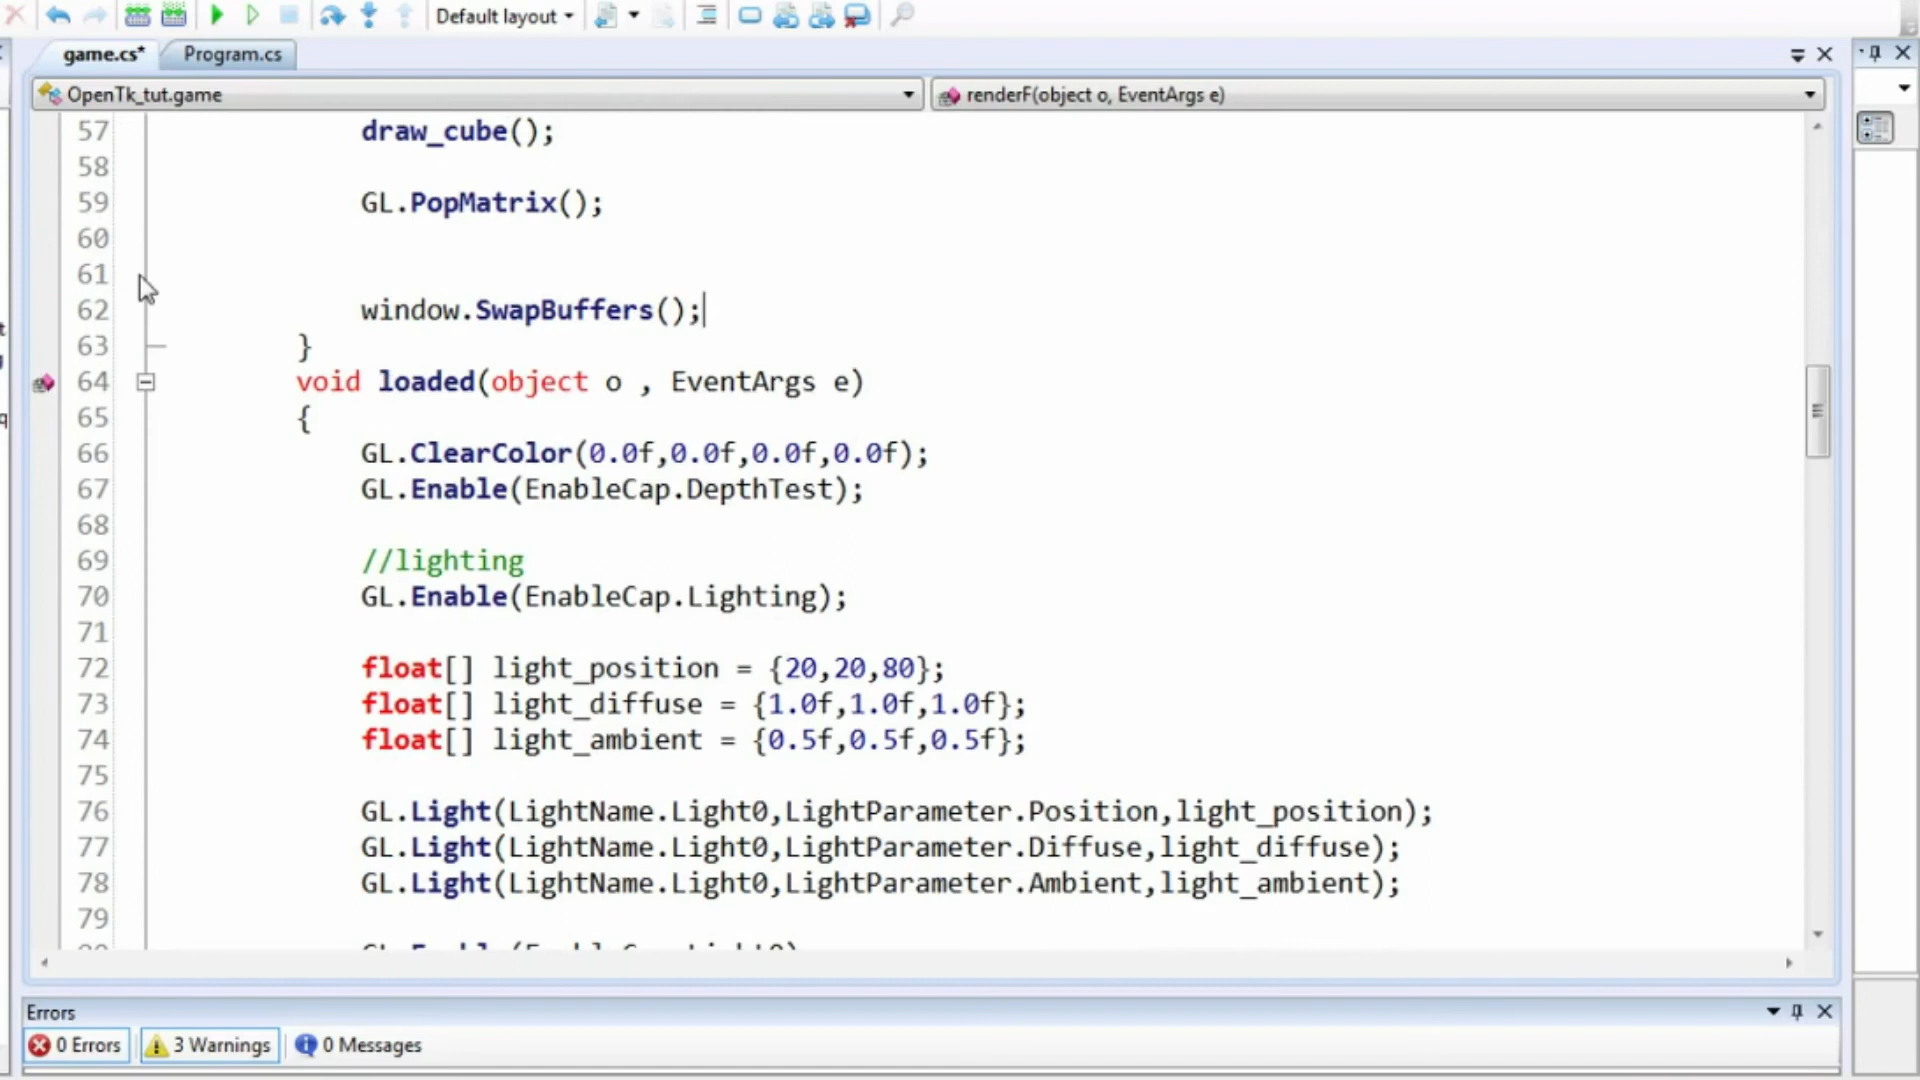 Default layout
game.cs* Program.cs
OpenTk_tut.game renderF(object o, EventArgs e)
57 draw_cube();
58
59 GL.PopMatrix();
60
61
62 window.SwapBuffers();
63 }
64 void loaded(object o , EventArgs e)
65 {
66 GL.ClearColor(0.0f,0.0f,0.0f,0.0f);
67 GL.Enable(EnableCap.DepthTest);
68
69 //lighting
70 GL.Enable(EnableCap.Lighting);
71
72 float[] light_position = {20,20,80};
73 float[] light_diffuse = {1.0f,1.0f,1.0f};
74 float[] light_ambient = {0.5f,0.5f,0.5f};
75
76 GL.Light(LightName.Light0,LightParameter.Position,light_position);
77 GL.Light(LightName.Light0,LightParameter.Diffuse,light_diffuse);
78 GL.Light(LightName.Light0,LightParameter.Ambient,light_ambient);
79
Errors
0 Errors 3 Warnings 0 Messages